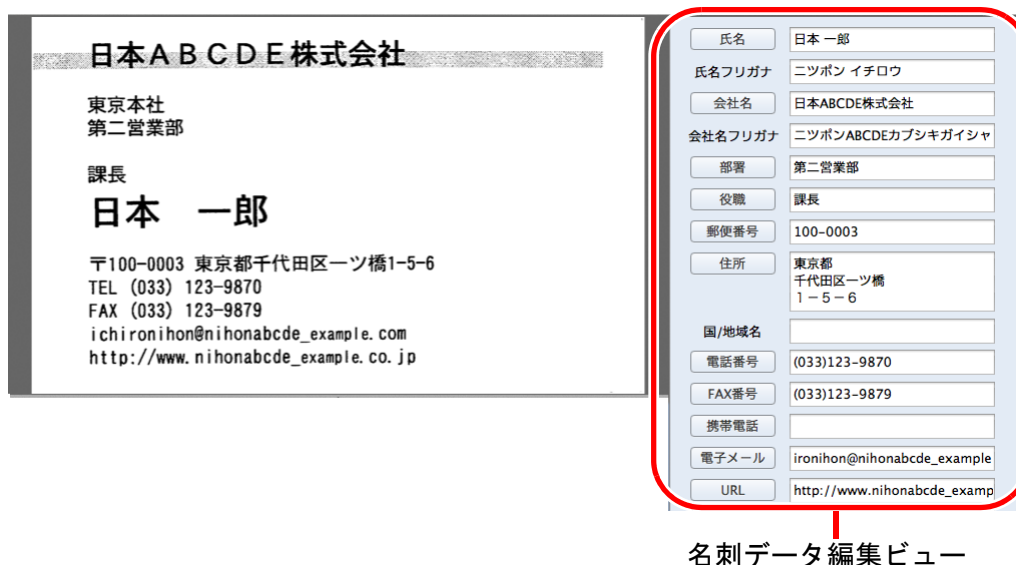 日本ＡＢＣＤＥ株式会社
東京本社
第二営業部
課長
日本　一郎
〒100-0003 東京都千代田区一ツ橋1-5-6
TEL (033) 123-9870
FAX (033) 123-9879
ichironihon@nihonabcde_example.com
http://www.nihonabcde_example.co.jp
氏名 日本 一郎
氏名フリガナ ニツポン イチロウ
会社名 日本ABCDE株式会社
会社名フリガナ ニツポンABCDEカブシキガイシャ
部署 第二営業部
役職 課長
郵便番号 100-0003
住所 東京都
千代田区一ツ橋
１－５－６
国/地域名
電話番号 (033)123-9870
FAX番号 (033)123-9879
携帯電話
電子メール ironihon@nihonabcde_example
URL http://www.nihonabcde_examp
名刺データ編集ビュー